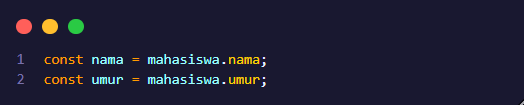 1 const nama = mahasiswa.nama;
2 const umur = mahasiswa.umur;